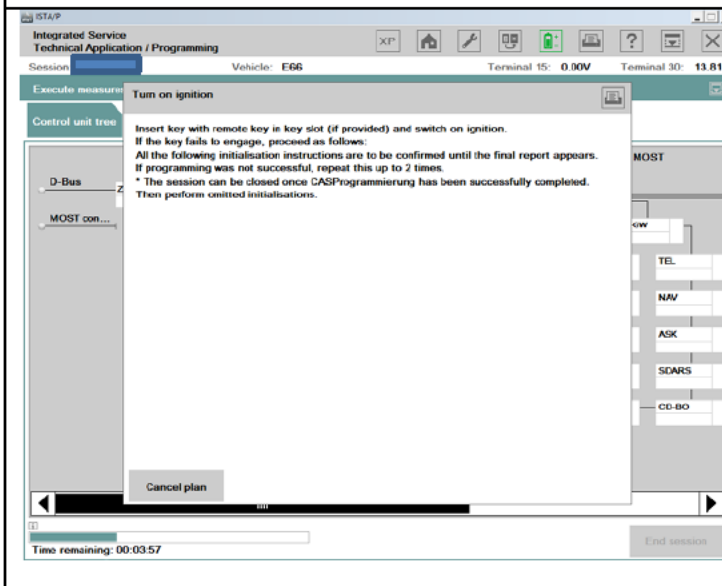 ISTA/P
Integrated Service
Technical Application / Programming
XP
?
Session
Vehicle: E66
Terminal 15: 0.00V
Terminal 30: 13.81
Execute measure
Turn on ignition
Control unit tree
Insert key with remote key in key slot (if provided) and switch on ignition.
If the key fails to engage, proceed as follows:
All the following initialisation instructions are to be confirmed until the final report appears.
If programming was not successful, repeat this up to 2 times.
* The session can be closed once CASProgrammierung has been successfully completed.
Then perform omitted initialisations.
MOST
D-Bus
Z
MOST con...
TEL
NAV
ASK
SDARS
CD-BO
Cancel plan
Time remaining: 00:03:57
End session